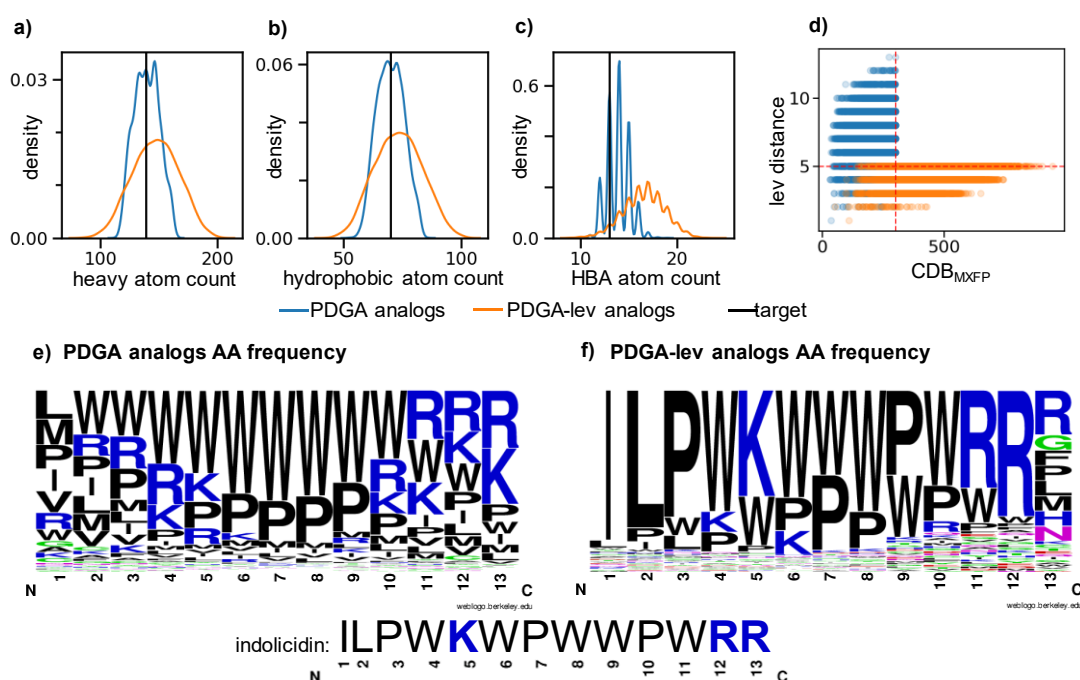 a)
b)
c)
d)
0.03
0.00
density
100
200
heavy atom count
0.06
0.00
density
50
100
hydrophobic atom count
0.6
0.0
density
10
20
HBA atom count
10
5
lev distance
0
500
CDB MXFP
PDGA analogs
PDGA-lev analogs
target
e) PDGA analogs AA frequency
f) PDGA-lev analogs AA frequency
L W W W W W W W W W R R R
M R R R K P P P P R W K K
P P P K P K K K W P
I I M P R P P P
V L I
R M
N 1 2 3 4 5 6 7 8 9 10 11 12 13 C
weblogo.berkeley.edu
I L P W K W W W P W R R R
P W K W P P P W P W G
L P K R P
L
M
H
N
N 1 2 3 4 5 6 7 8 9 10 11 12 13 C
weblogo.berkeley.edu
indolicidin: ILPWKWPWWPWRR
N 1 2 3 4 5 6 7 8 9 10 11 12 13 C